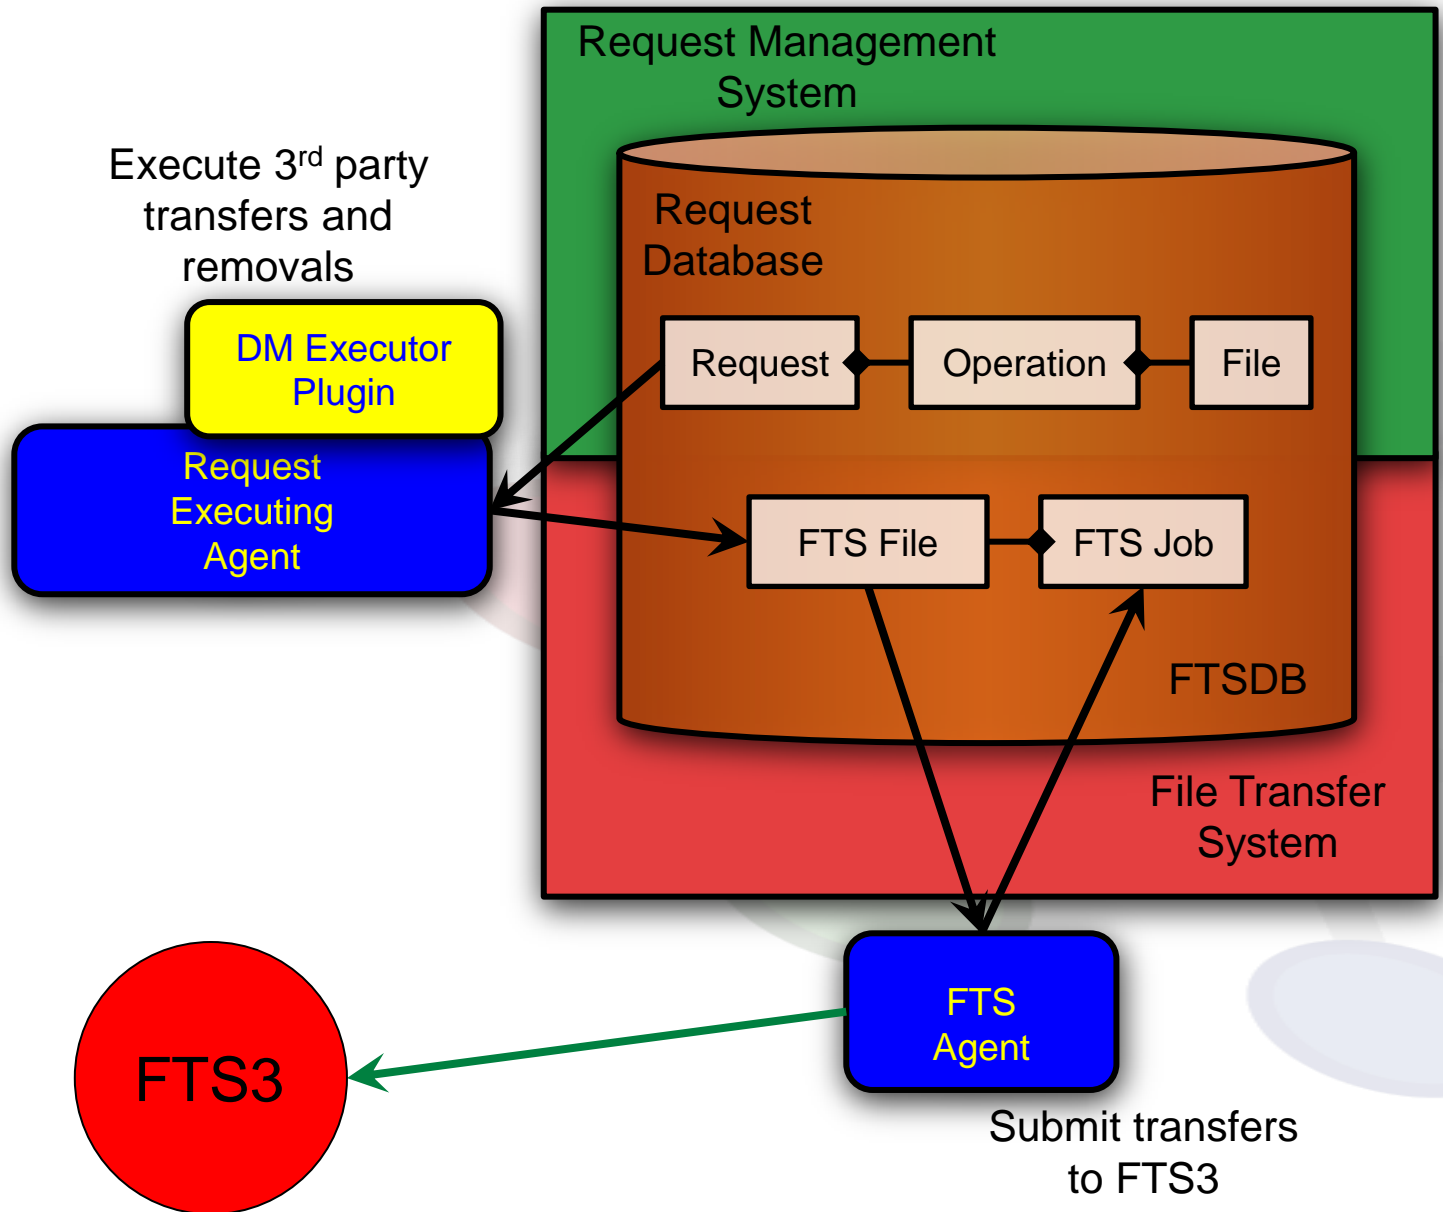 Request Management
System
Execute 3rd party
transfers and
removals
Request
Database
DM Executor
Plugin
Request
Operation
File
Request
Executing
Agent
FTS File
FTS Job
FTSDB
File Transfer
System
FTS
Agent
FTS3
Submit transfers
to FTS3